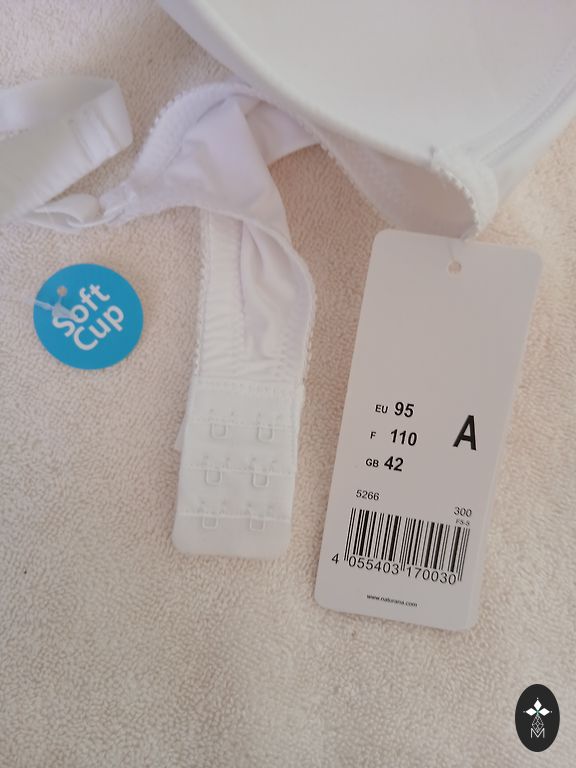 Soft
Cup
EU 95
F 110
GB 42
A
5266
300
FS-S
4 055403 170030
www.naturana.com
M